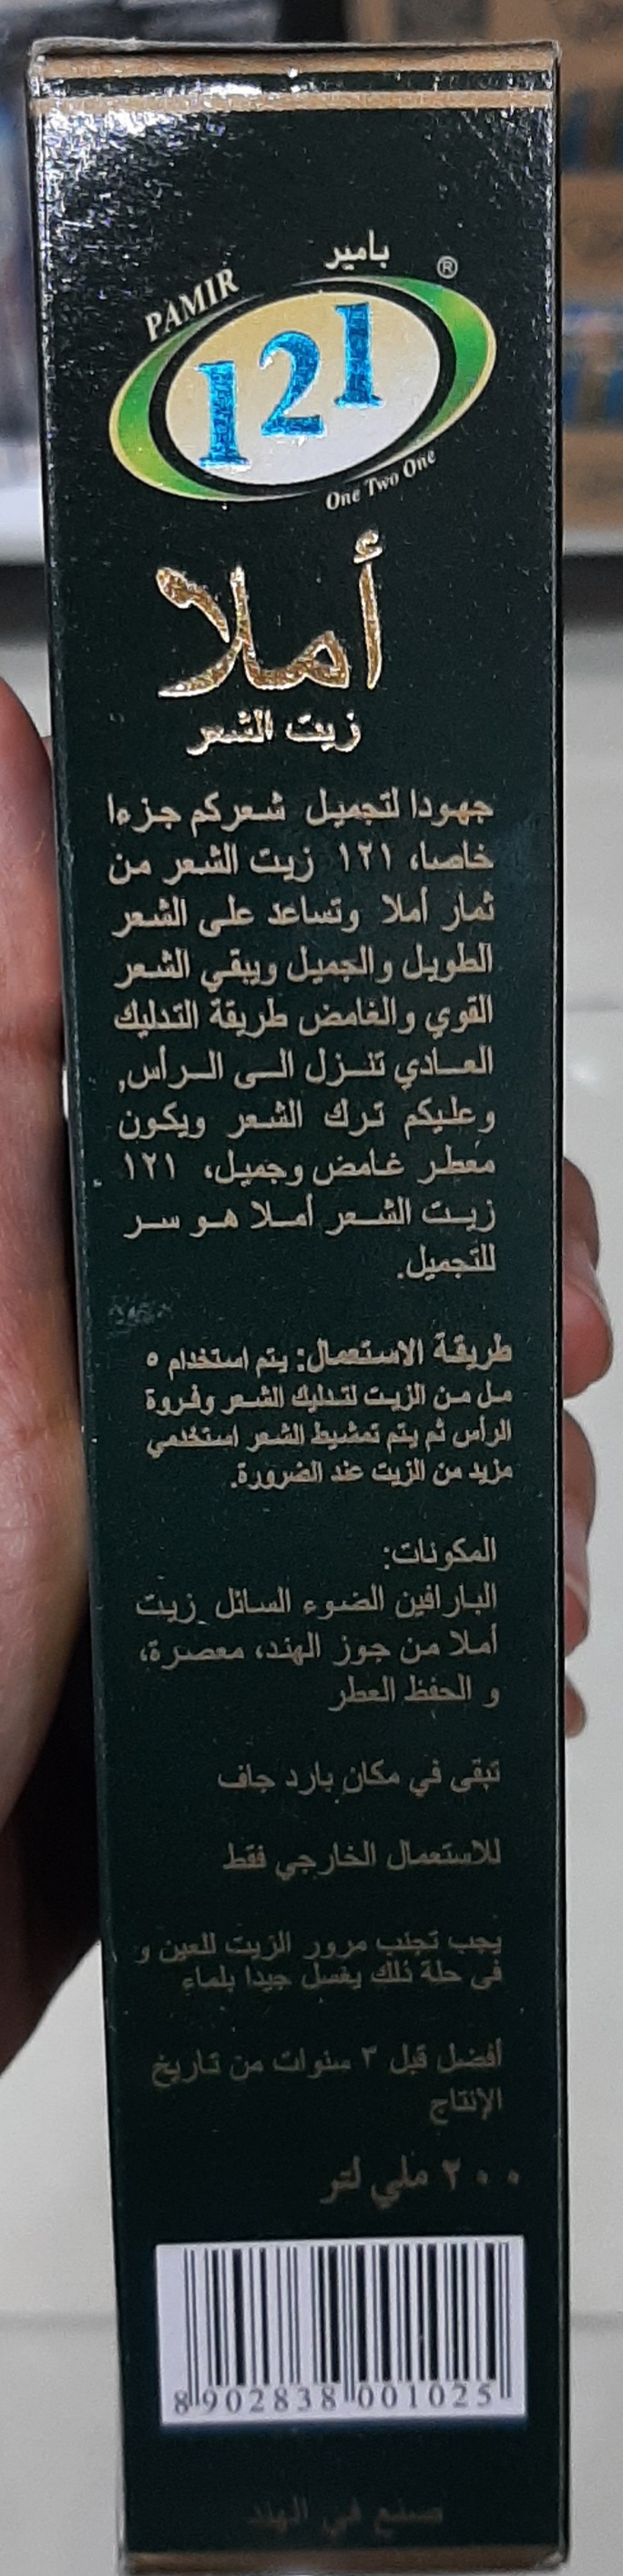 بامير
PAMIR
®
121
One Two One
أملا
زيت الشعر
جهودا لتجميل شعركم جزءا
خاصا، ١٢١ زيت الشعر من
ثمار أملا وتساعد على الشعر
الطويل والجميل ويبقي الشعر
القوي والغامض طريقة التدليك
العادي تنزل الى الرأس,
وعليكم ترك الشعر ويكون
معطر غامض وجميل، ١٢١
زيت الشعر أملا هو سر
للتجميل.
طريقة الاستعمال: يتم استخدام ٥
مل من الزيت لتدليك الشعر وفروة
الرأس ثم يتم تمشيط الشعر استخدمي
مزيد من الزيت عند الضرورة.
المكونات:
البارافين الضوء السائل زيت
أملا من جوز الهند، معصرة،
و الحفظ العطر
تبقى في مكان بارد جاف
للاستعمال الخارجي فقط
يجب تجنب مرور الزيت للعين و
فى حلة ذلك يغسل جيدا بلماء
أفضل قبل ٣ سنوات من تاريخ
الإنتاج
٢٠٠ ملي لتر
8 902838 001025
صنع في الهند